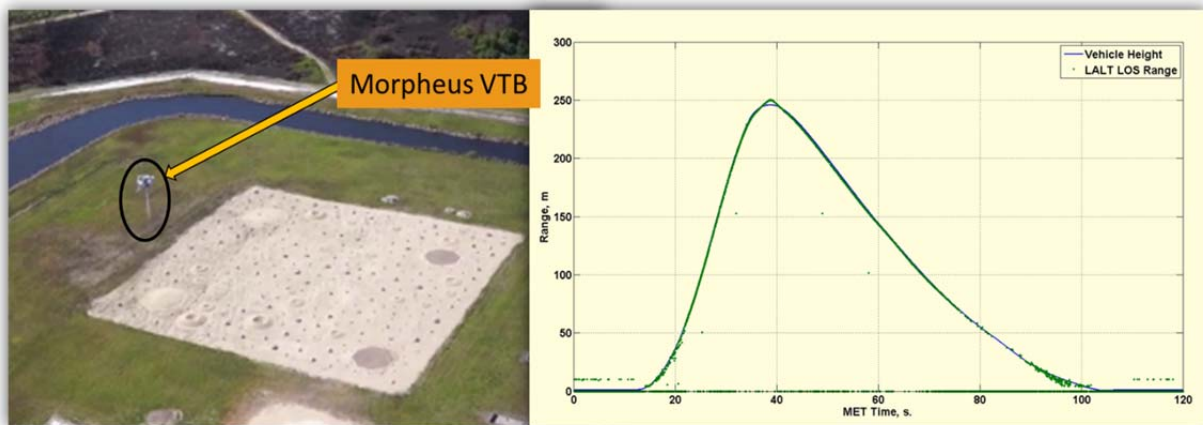 Morpheus VTB
300
250
200
150
100
50
0
Range, m
0 20 40 60 80 100 120
MET Time, s.
Vehicle Height
LALT LOS Range